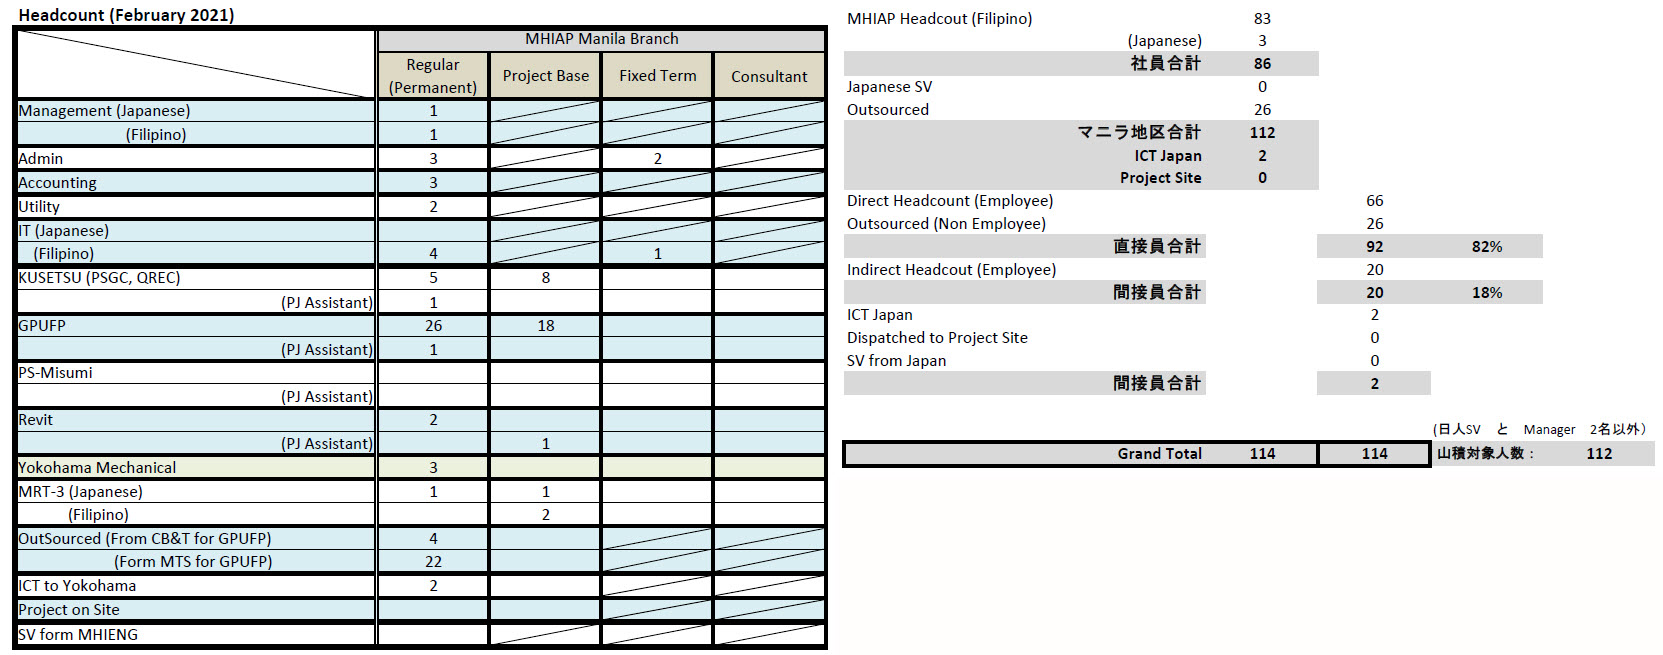 Headcount (February 2021)
MHIAP Manila Branch
Regular (Permanent) Project Base Fixed Term Consultant
Management (Japanese) 1
(Filipino) 1
Admin 3 2
Accounting 3
Utility 2
IT (Japanese)
(Filipino) 4 1
KUSETSU (PSGC, QREC) 5 8
(PJ Assistant) 1
GPUFP 26 18
(PJ Assistant) 1
PS-Misumi
(PJ Assistant)
Revit 2
(PJ Assistant) 1
Yokohama Mechanical 3
MRT-3 (Japanese) 1 1
(Filipino) 2
OutSourced (From CB&T for GPUFP) 4
(Form MTS for GPUFP) 22
ICT to Yokohama 2
Project on Site
SV form MHIENG
MHIAP Headcout (Filipino) 83
(Japanese) 3
社員合計 86
Japanese SV 0
Outsourced 26
マニラ地区合計 112
ICT Japan 2
Project Site 0
Direct Headcount (Employee) 66
Outsourced (Non Employee) 26
直接員合計 92 82%
Indirect Headcout (Employee) 20
間接員合計 20 18%
ICT Japan 2
Dispatched to Project Site 0
SV from Japan 0
間接員合計 2
(日人SV と Manager 2名以外)
Grand Total 114 114 山積対象人数： 112